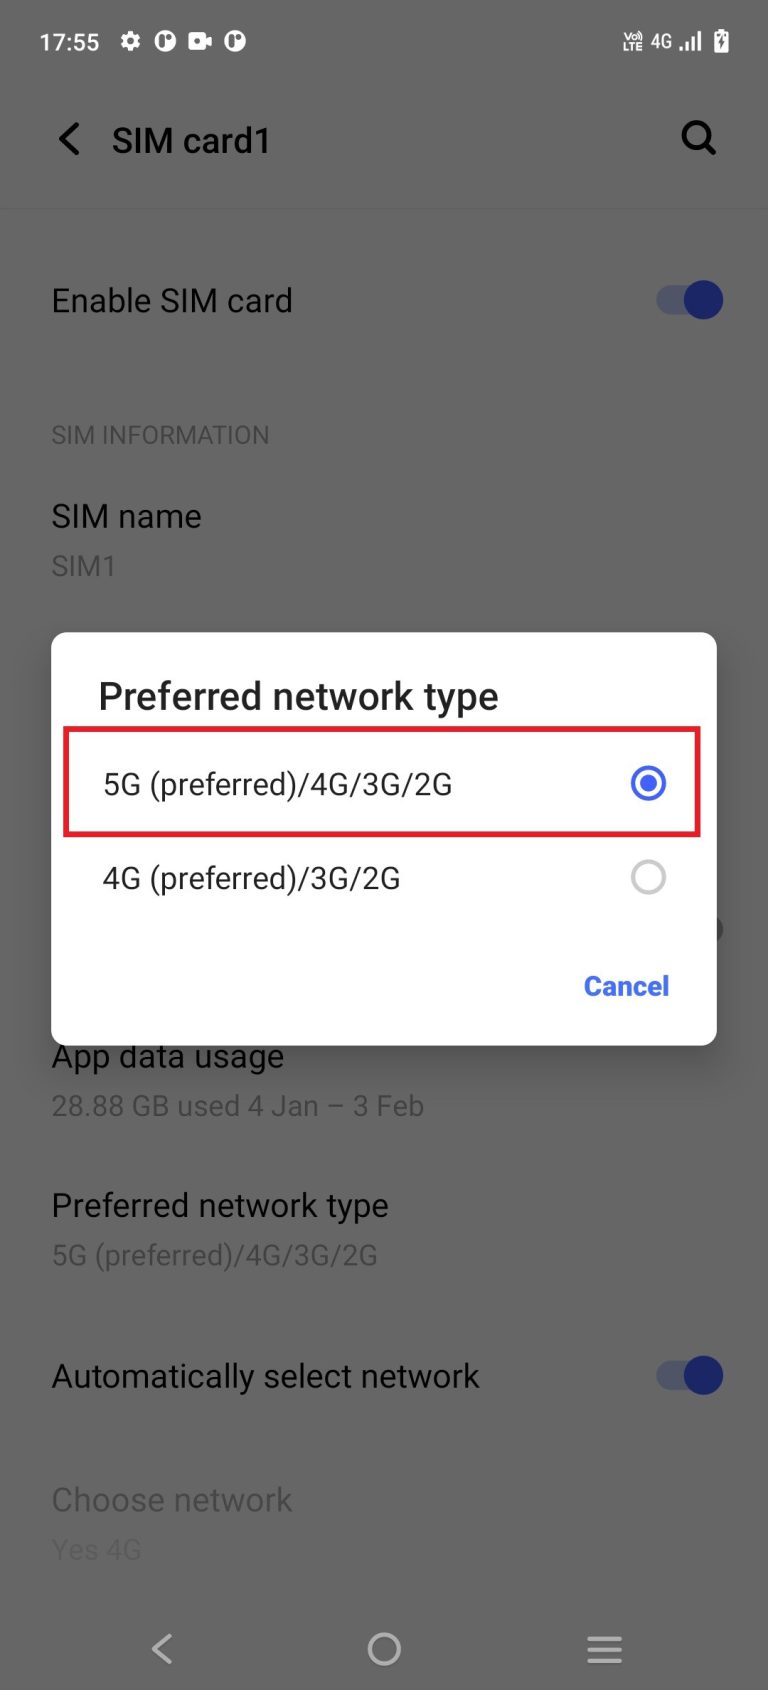 17:55
VoLTE 4G
SIM card1
Enable SIM card
SIM INFORMATION
SIM name
SIM1
Preferred network type
5G (preferred)/4G/3G/2G
4G (preferred)/3G/2G
Cancel
App data usage
28.88 GB used 4 Jan – 3 Feb
Preferred network type
5G (preferred)/4G/3G/2G
Automatically select network
Choose network
Yes 4G